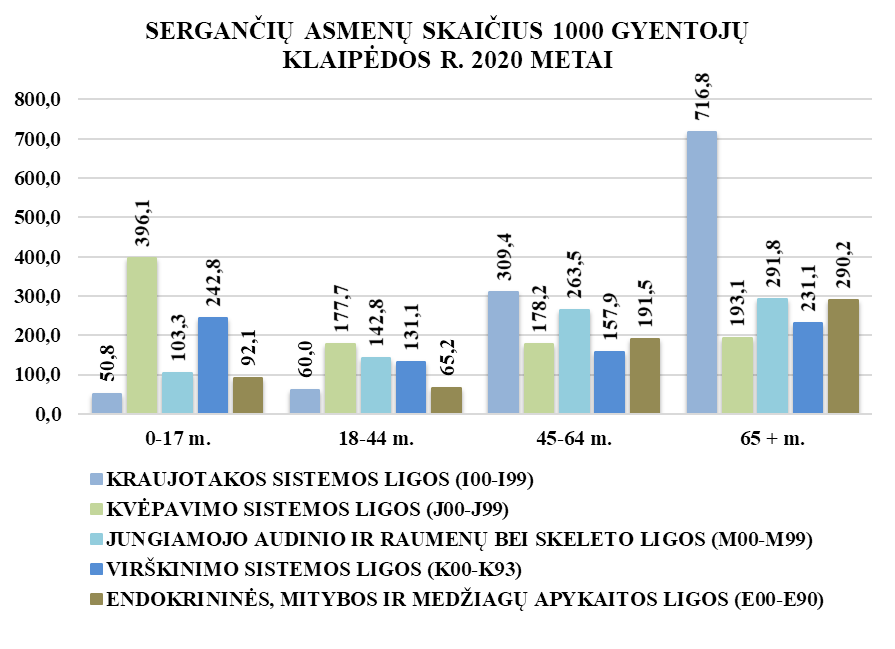 SERGANČIŲ ASMENŲ SKAIČIUS 1000 GYENTOJŲ
KLAIPĖDOS R. 2020 METAI
800,0
700,0
600,0
500,0
400,0
300,0
200,0
100,0
0,0
50,8
396,1
103,3
242,8
92,1
60,0
177,7
142,8
131,1
65,2
309,4
178,2
263,5
157,9
191,5
716,8
193,1
291,8
231,1
290,2
0-17 m.
18-44 m.
45-64 m.
65 + m.
KRAUJOTAKOS SISTEMOS LIGOS (I00-I99)
KVĖPAVIMO SISTEMOS LIGOS (J00-J99)
JUNGIAMOJO AUDINIO IR RAUMENŲ BEI SKELETO LIGOS (M00-M99)
VIRŠKINIMO SISTEMOS LIGOS (K00-K93)
ENDOKRININĖS, MITYBOS IR MEDŽIAGŲ APYKAITOS LIGOS (E00-E90)